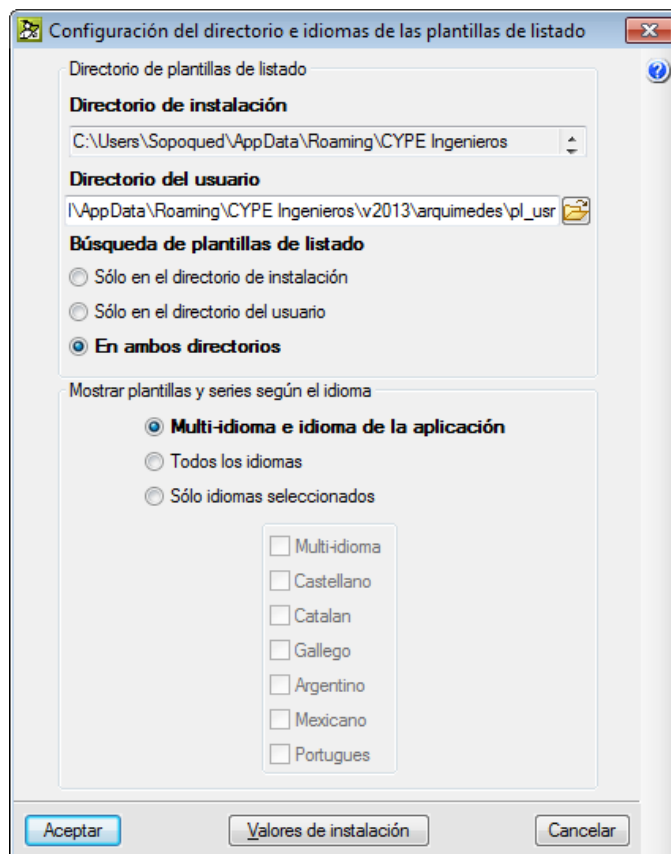 Configuración del directorio e idiomas de las plantillas de listado
Directorio de plantillas de listado
Directorio de instalación
C:\Users\Sopoqued\AppData\Roaming\CYPE Ingenieros
Directorio del usuario
l\AppData\Roaming\CYPE Ingenieros\v2013\arquimedes\pl_usr
Búsqueda de plantillas de listado
Sólo en el directorio de instalación
Sólo en el directorio del usuario
En ambos directorios
Mostrar plantillas y series según el idioma
Multi-idioma e idioma de la aplicación
Todos los idiomas
Sólo idiomas seleccionados
Multi-idioma
Castellano
Catalan
Gallego
Argentino
Mexicano
Portugues
Aceptar Valores de instalación Cancelar